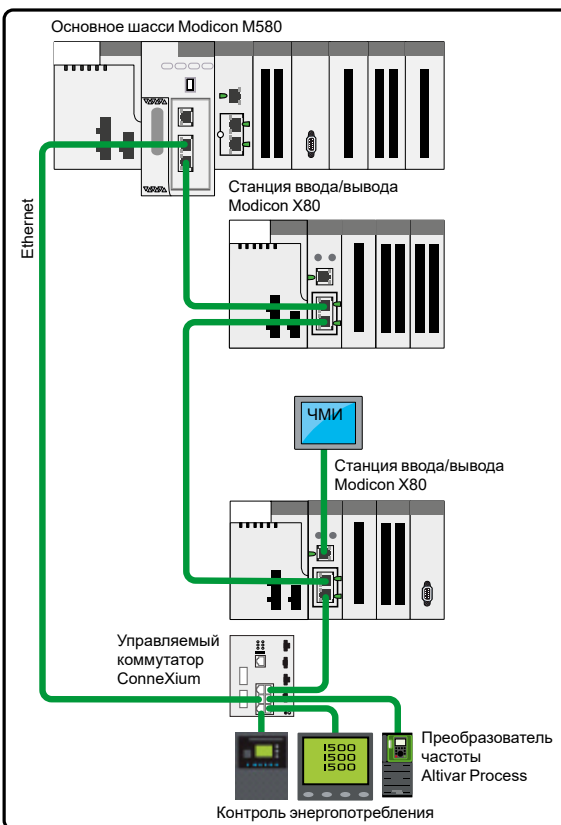 Основное шасси Modicon M580
Ethernet
Станция ввода/вывода
Modicon X80
ЧМИ
Станция ввода/вывода
Modicon X80
Управляемый
коммутатор
ConneXium
1500
1500
1500
Преобразователь
частоты
Altivar Process
Контроль энергопотребления